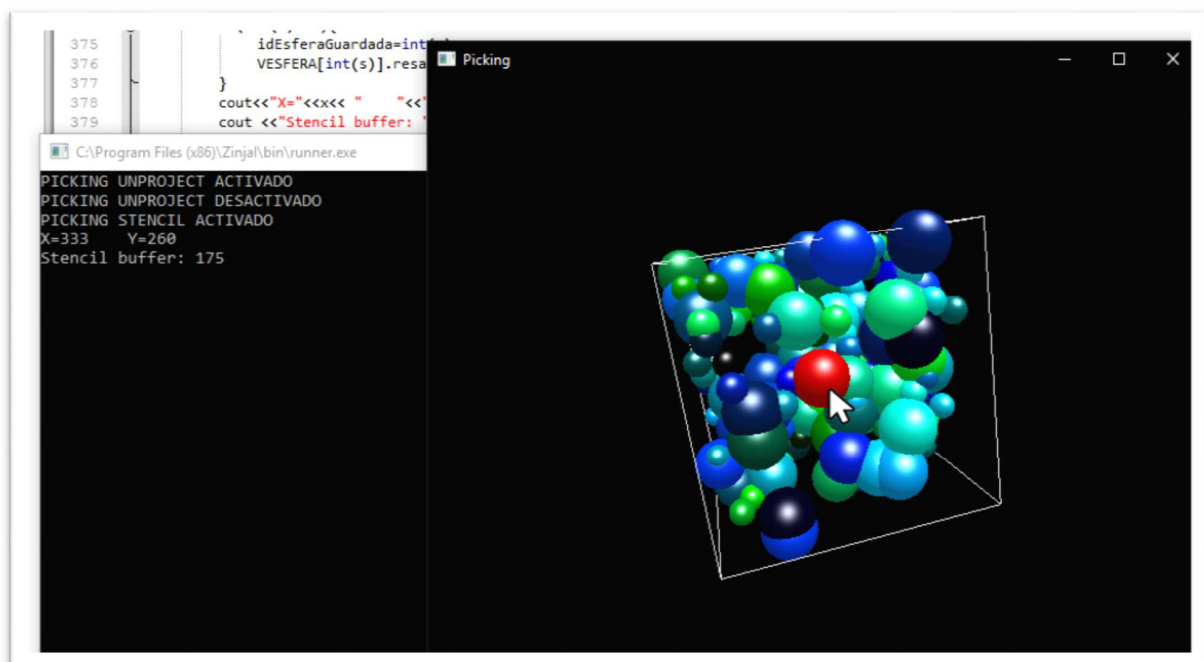 375
idEsferaGuardada=int
376
VESFERA[int(s)].resa
377
}
378
cout<<"X="<<x<< "    "<<"
379
cout <<"Stencil buffer: "
Picking
C:\Program Files (x86)\Zinjal\bin\runner.exe
PICKING UNPROJECT ACTIVADO
PICKING UNPROJECT DESACTIVADO
PICKING STENCIL ACTIVADO
X=333    Y=260
Stencil buffer: 175